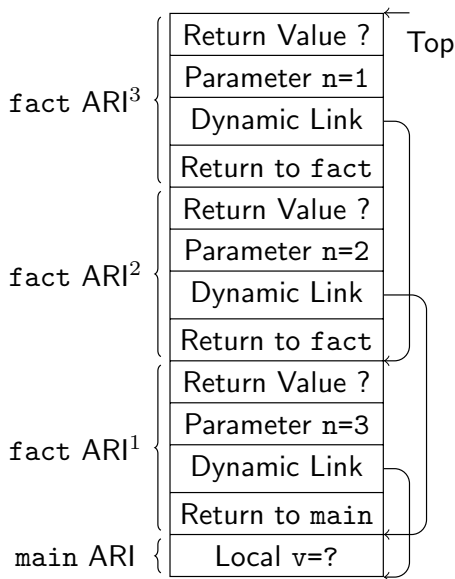 Return Value ?
Top
Parameter n=1
fact ARI³
Dynamic Link
Return to fact
Return Value ?
Parameter n=2
fact ARI²
Dynamic Link
Return to fact
Return Value ?
Parameter n=3
fact ARI¹
Dynamic Link
Return to main
main ARI
Local v=?